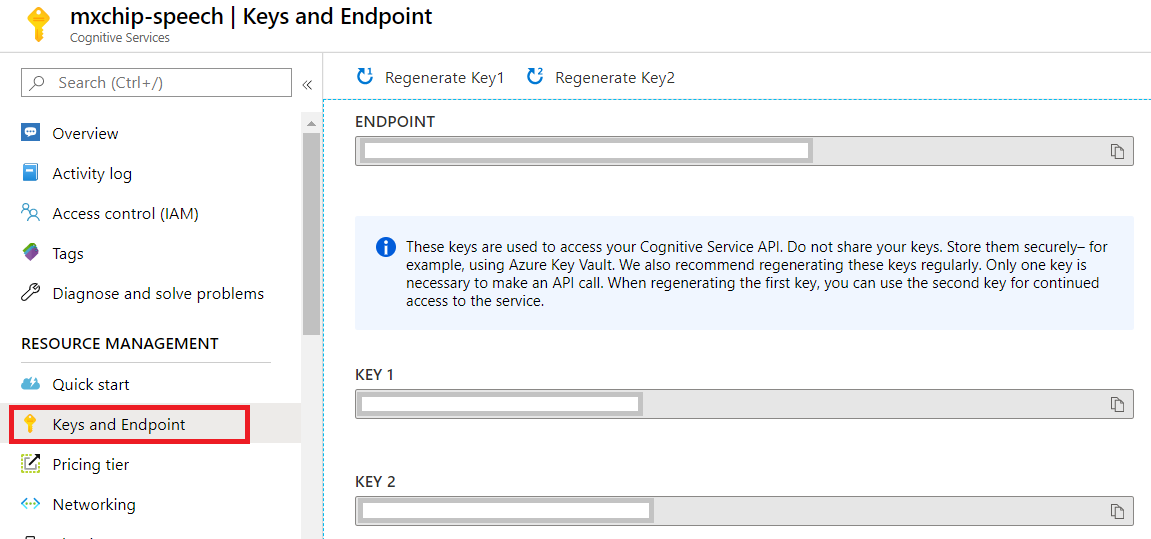 mxchip-speech | Keys and Endpoint
Cognitive Services
Search (Ctrl+/)
«
Overview
Activity log
Access control (IAM)
Tags
Diagnose and solve problems
RESOURCE MANAGEMENT
Quick start
Keys and Endpoint
Pricing tier
Networking
Regenerate Key1
Regenerate Key2
ENDPOINT
These keys are used to access your Cognitive Service API. Do not share your keys. Store them securely– for
example, using Azure Key Vault. We also recommend regenerating these keys regularly. Only one key is
necessary to make an API call. When regenerating the first key, you can use the second key for continued
access to the service.
KEY 1
KEY 2